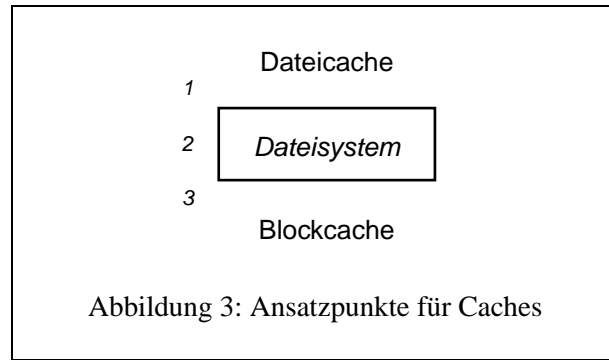 Dateicache
1
2 Dateisystem
3
Blockcache
Abbildung 3: Ansatzpunkte für Caches